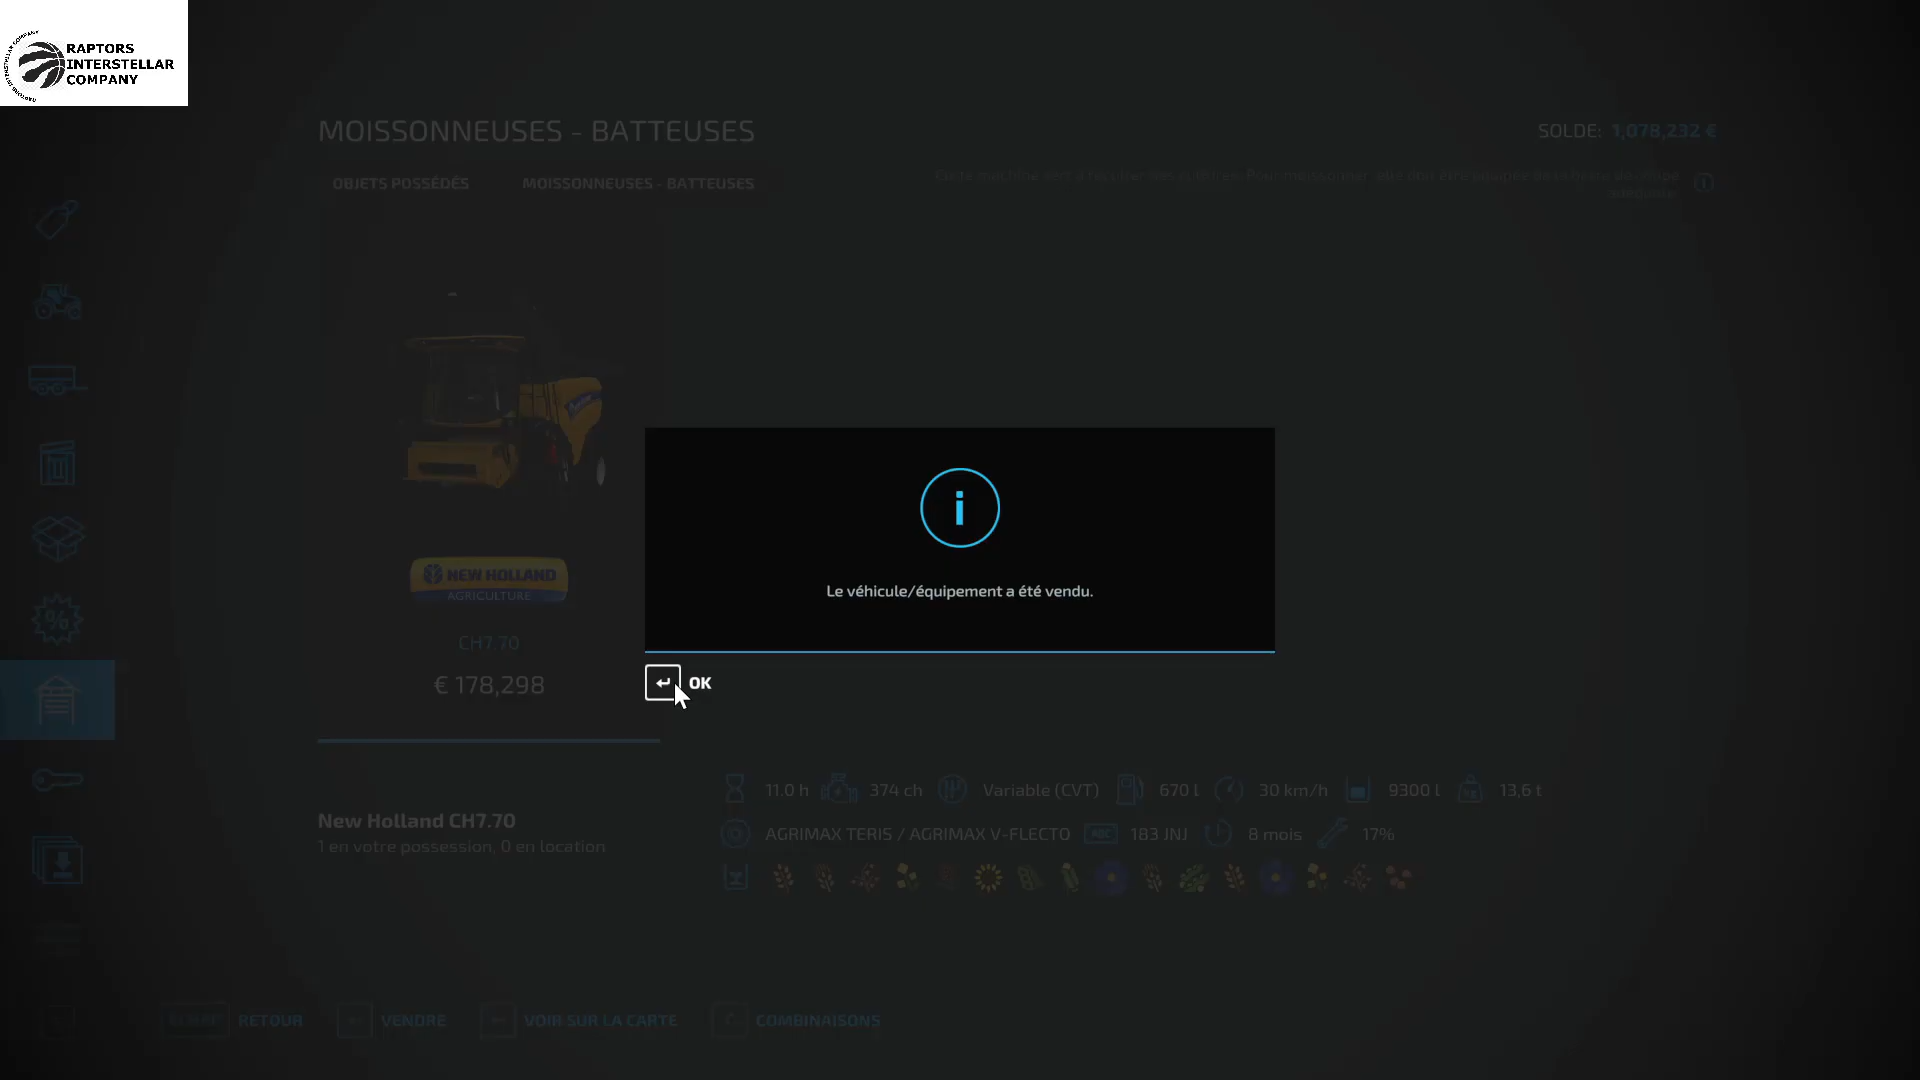 RAPTORS
INTERSTELLAR
COMPANY
MOISSONNEUSES - BATTEUSES
SOLDE: 1,078,232 €
OBJETS POSSÉDÉS
MOISSONNEUSES - BATTEUSES
NEW HOLLAND
AGRICULTURE
CH7.70
€ 178,298
Le véhicule/équipement a été vendu.
OK
New Holland CH7.70
1 en votre possession, 0 en location
11.0 h
374 ch
Variable (CVT)
670 l
30 km/h
9300 l
13,6 t
AGRIMAX TERIS / AGRIMAX V-FLECTO
183 JNJ
8 mois
17%
RETOUR
VENDRE
VOIR SUR LA CARTE
COMBINAISONS